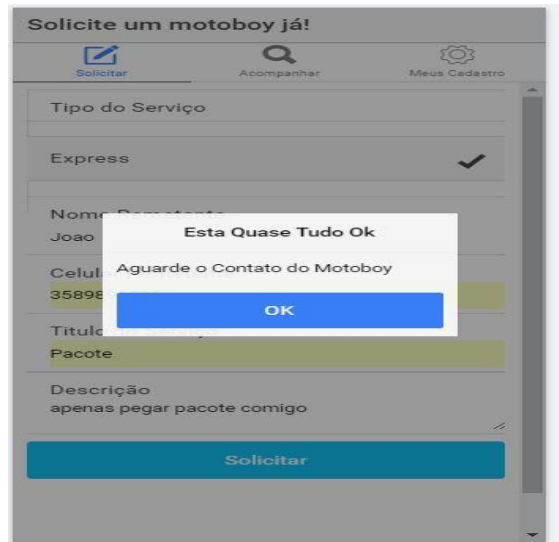 Solicite um motoboy já!
Solicitar Acompanhar Meus Cadastro
Tipo do Serviço
Express
Nome
Joao
Esta Quase Tudo Ok
Aguarde o Contato do Motoboy
OK
Pacote
Descrição
apenas pegar pacote comigo
Solicitar